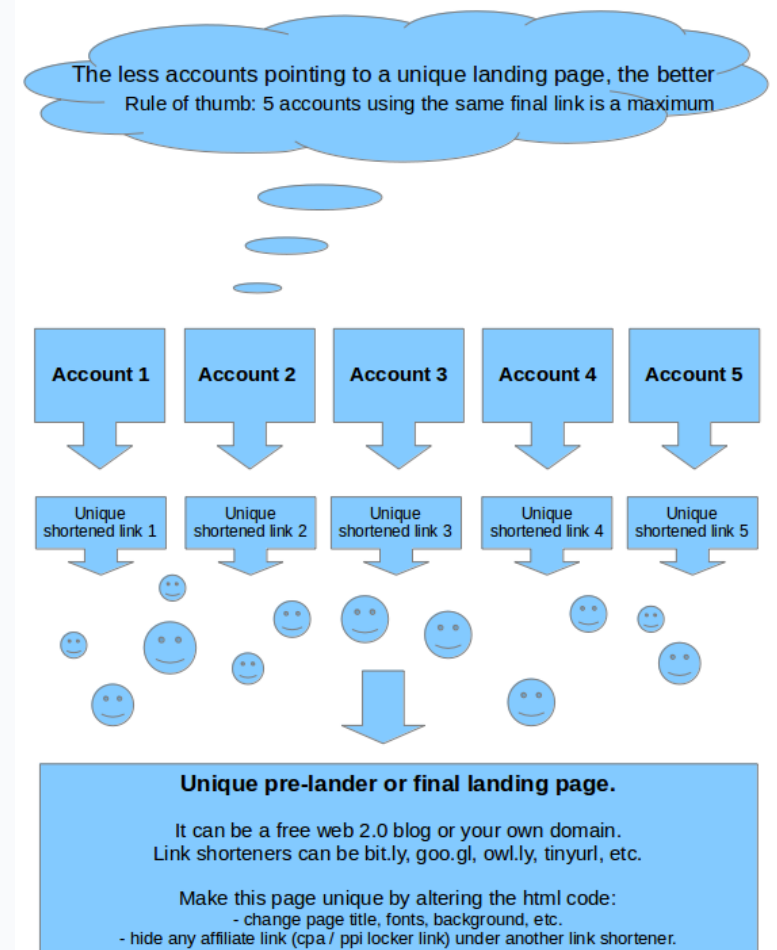 The less accounts pointing to a unique landing page, the better
Rule of thumb: 5 accounts using the same final link is a maximum
Account 1
Account 2
Account 3
Account 4
Account 5
Unique
shortened link 1
Unique
shortened link 2
Unique
shortened link 3
Unique
shortened link 4
Unique
shortened link 5
Unique pre-lander or final landing page.
It can be a free web 2.0 blog or your own domain.
Link shorteners can be bit.ly, goo.gl, owl.ly, tinyurl, etc.
Make this page unique by altering the html code:
- change page title, fonts, background, etc.
- hide any affiliate link (cpa / ppi locker link) under another link shortener.